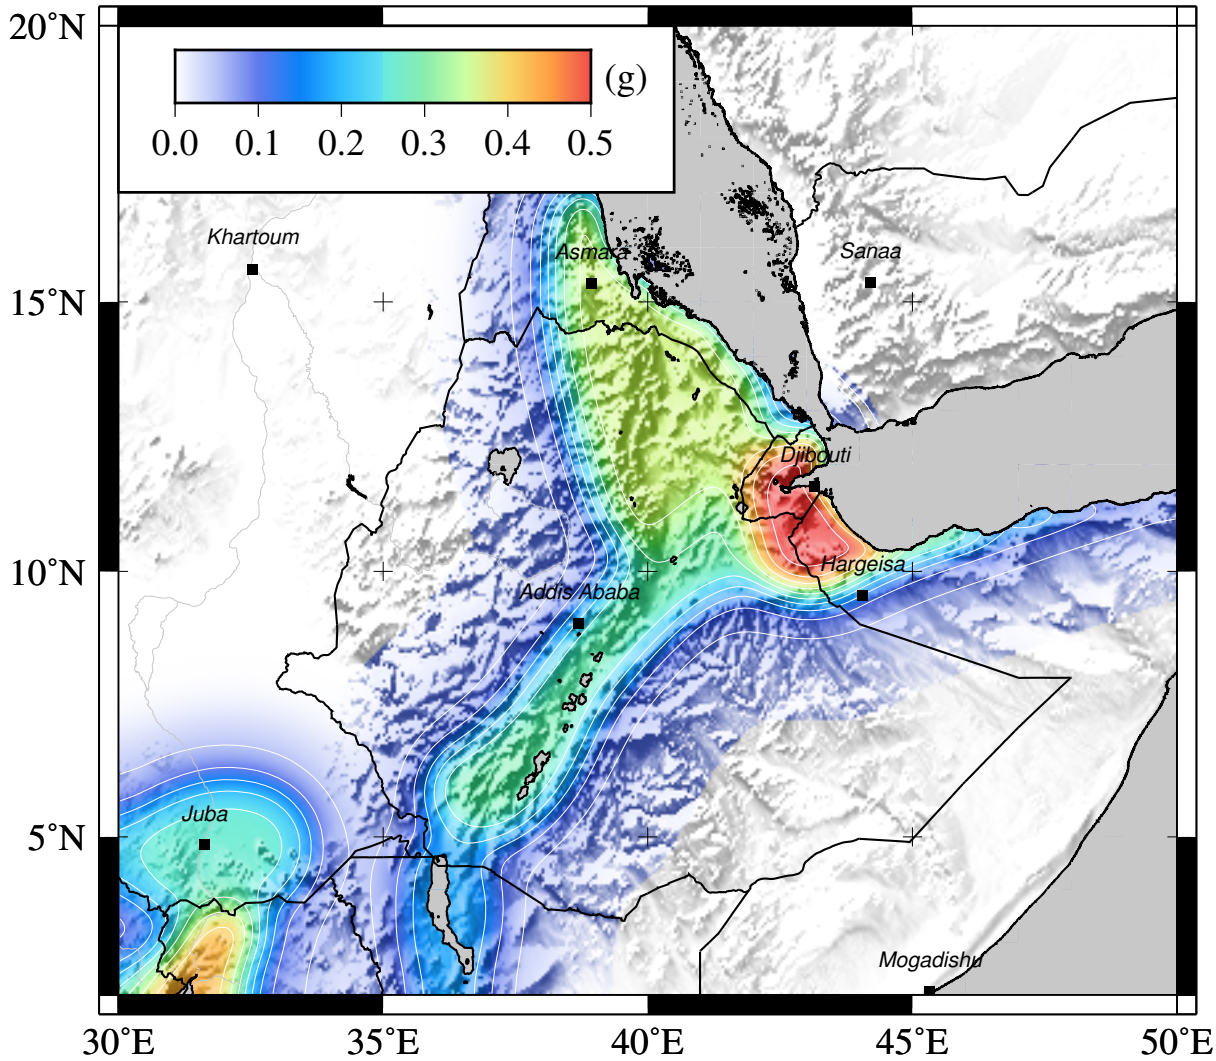 20°N
(g)
0.0 0.1 0.2 0.3 0.4 0.5
Khartoum
Asmara
Sanaa
15°N
Djibouti
Hargeisa
10°N
Addis Ababa
Juba
5°N
Mogadishu
30°E 35°E 40°E 45°E 50°E